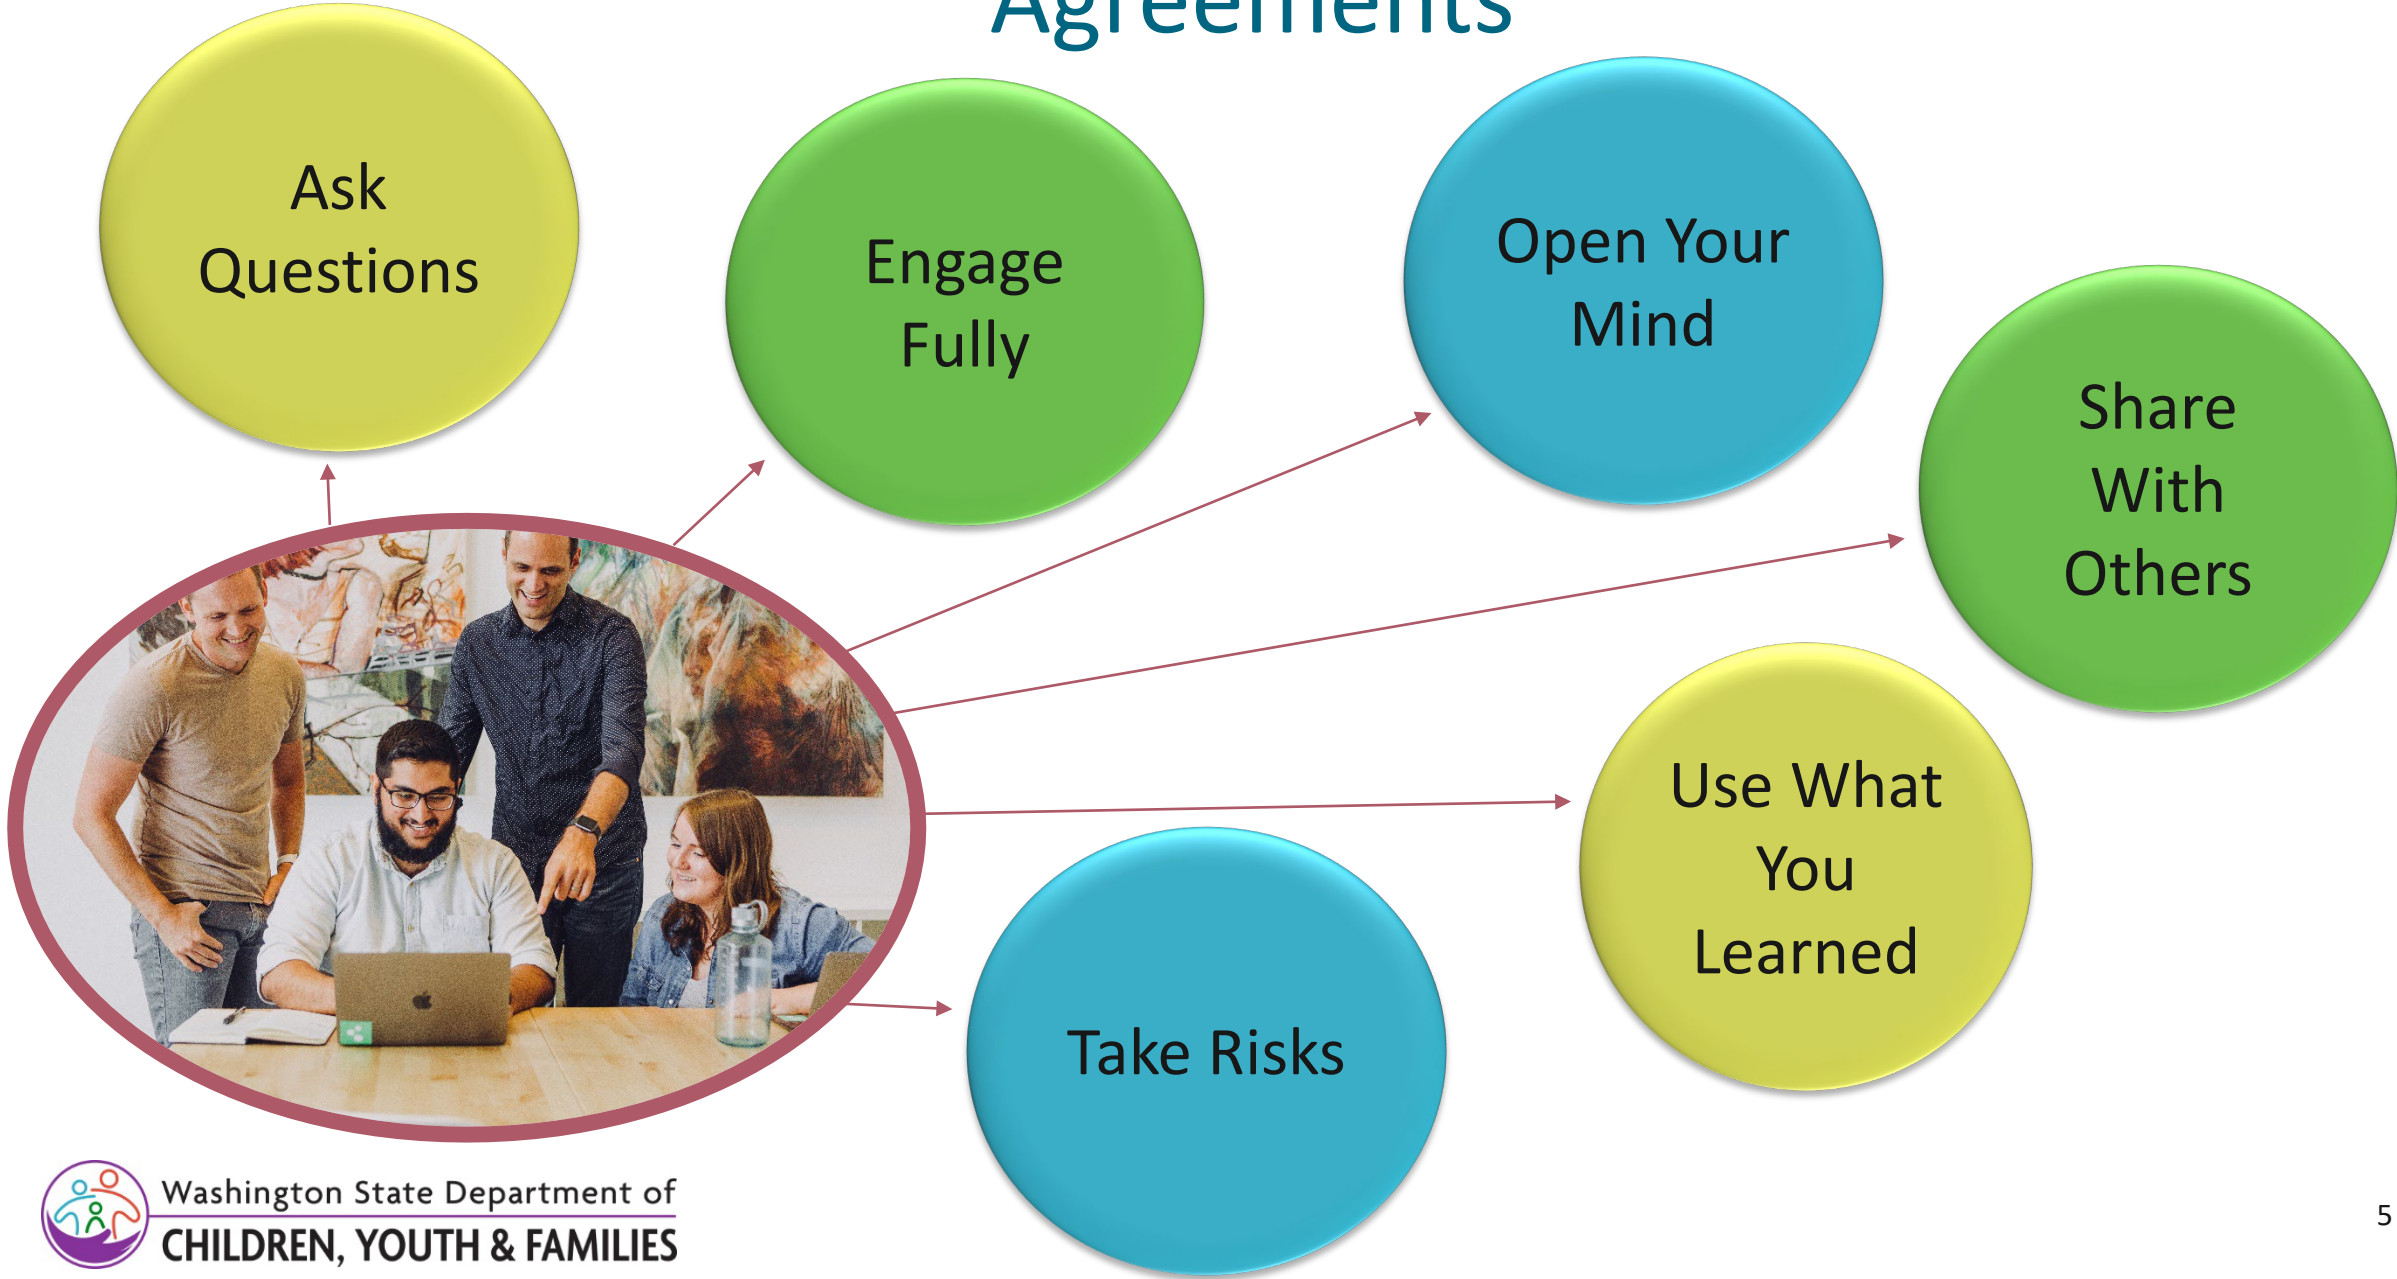 Agreements
Ask
Questions
Engage
Fully
Open Your
Mind
Share
With
Others
Use What
You
Learned
Take Risks
Washington State Department of
CHILDREN, YOUTH & FAMILIES
5